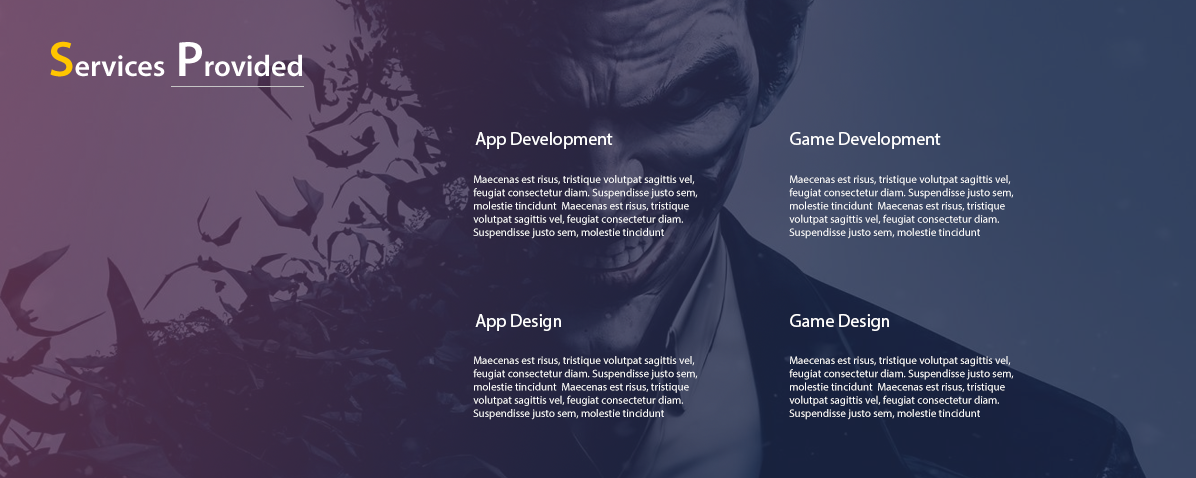 Services Provided
App Development
Maecenas est risus, tristique volutpat sagittis vel,
feugiat consectetur diam. Suspendisse justo sem,
molestie tincidunt  Maecenas est risus, tristique
volutpat sagittis vel, feugiat consectetur diam.
Suspendisse justo sem, molestie tincidunt
Game Development
Maecenas est risus, tristique volutpat sagittis vel,
feugiat consectetur diam. Suspendisse justo sem,
molestie tincidunt  Maecenas est risus, tristique
volutpat sagittis vel, feugiat consectetur diam.
Suspendisse justo sem, molestie tincidunt
App Design
Maecenas est risus, tristique volutpat sagittis vel,
feugiat consectetur diam. Suspendisse justo sem,
molestie tincidunt  Maecenas est risus, tristique
volutpat sagittis vel, feugiat consectetur diam.
Suspendisse justo sem, molestie tincidunt
Game Design
Maecenas est risus, tristique volutpat sagittis vel,
feugiat consectetur diam. Suspendisse justo sem,
molestie tincidunt  Maecenas est risus, tristique
volutpat sagittis vel, feugiat consectetur diam.
Suspendisse justo sem, molestie tincidunt